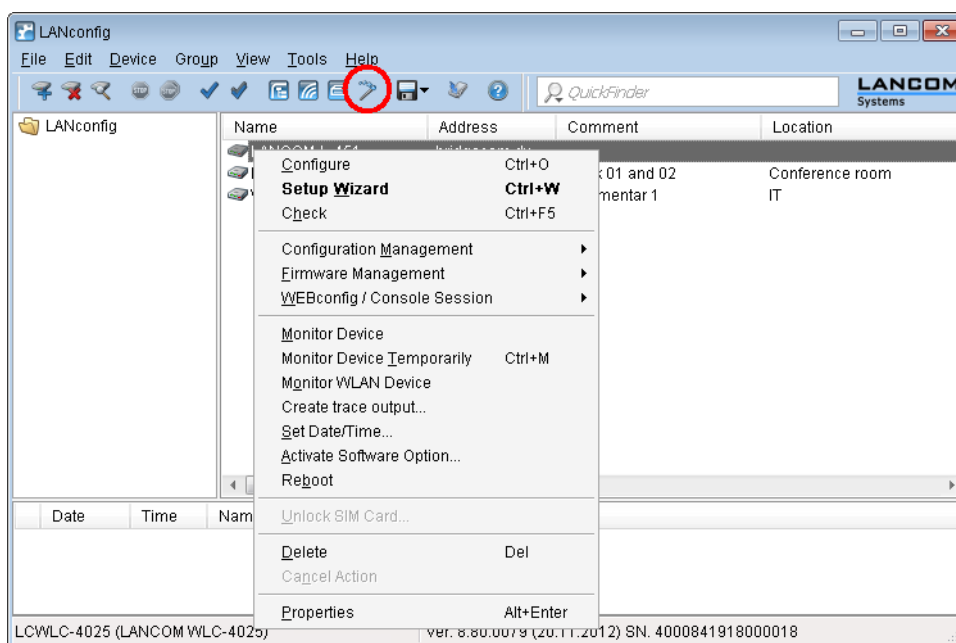 LANconfig
File Edit Device Group View Tools Help
QuickFinder
LANCOM
Systems
LANconfig
Name Address Comment Location
01 and 02 Conference room
mentar 1 IT
Configure Ctrl+O
Setup Wizard Ctrl+W
Check Ctrl+F5
Configuration Management
Firmware Management
WEBconfig / Console Session
Monitor Device
Monitor Device Temporarily Ctrl+M
Monitor WLAN Device
Create trace output...
Set Date/Time...
Activate Software Option...
Reboot
Unlock SIM Card...
Delete Del
Cancel Action
Properties Alt+Enter
Date Time Nam
LCWLC-4025 (LANCOM WLC-4025) Ver. 8.80.0079 (20.11.2012) SN. 4000841918000018